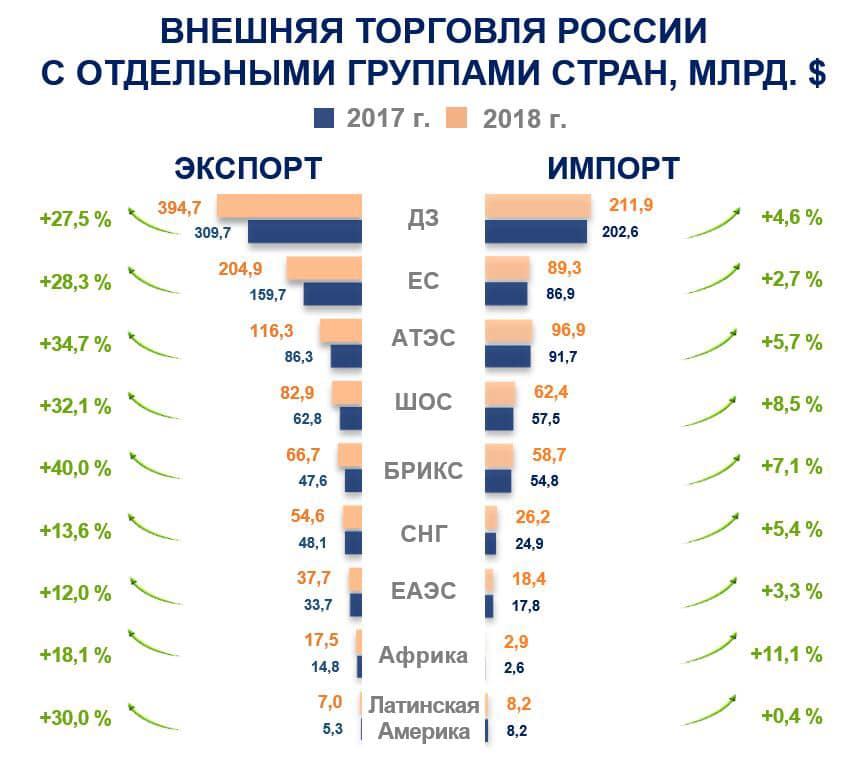 ВНЕШНЯЯ ТОРГОВЛЯ РОССИИ
С ОТДЕЛЬНЫМИ ГРУППАМИ СТРАН, МЛРД. $
2017 г. 2018 г.
ЭКСПОРТ ИМПОРТ
394,7 211,9
+27,5 % ДЗ +4,6 %
309,7 202,6
204,9 89,3
+28,3 % ЕС +2,7 %
159,7 86,9
116,3 96,9
+34,7 % АТЭС +5,7 %
86,3 91,7
82,9 62,4
+32,1 % ШОС +8,5 %
62,8 57,5
66,7 58,7
+40,0 % БРИКС +7,1 %
47,6 54,8
54,6 26,2
+13,6 % СНГ +5,4 %
48,1 24,9
37,7 18,4
+12,0 % ЕАЭС +3,3 %
33,7 17,8
17,5 2,9
+18,1 % Африка +11,1 %
14,8 2,6
7,0 Латинская 8,2
+30,0 % +0,4 %
5,3 Америка 8,2